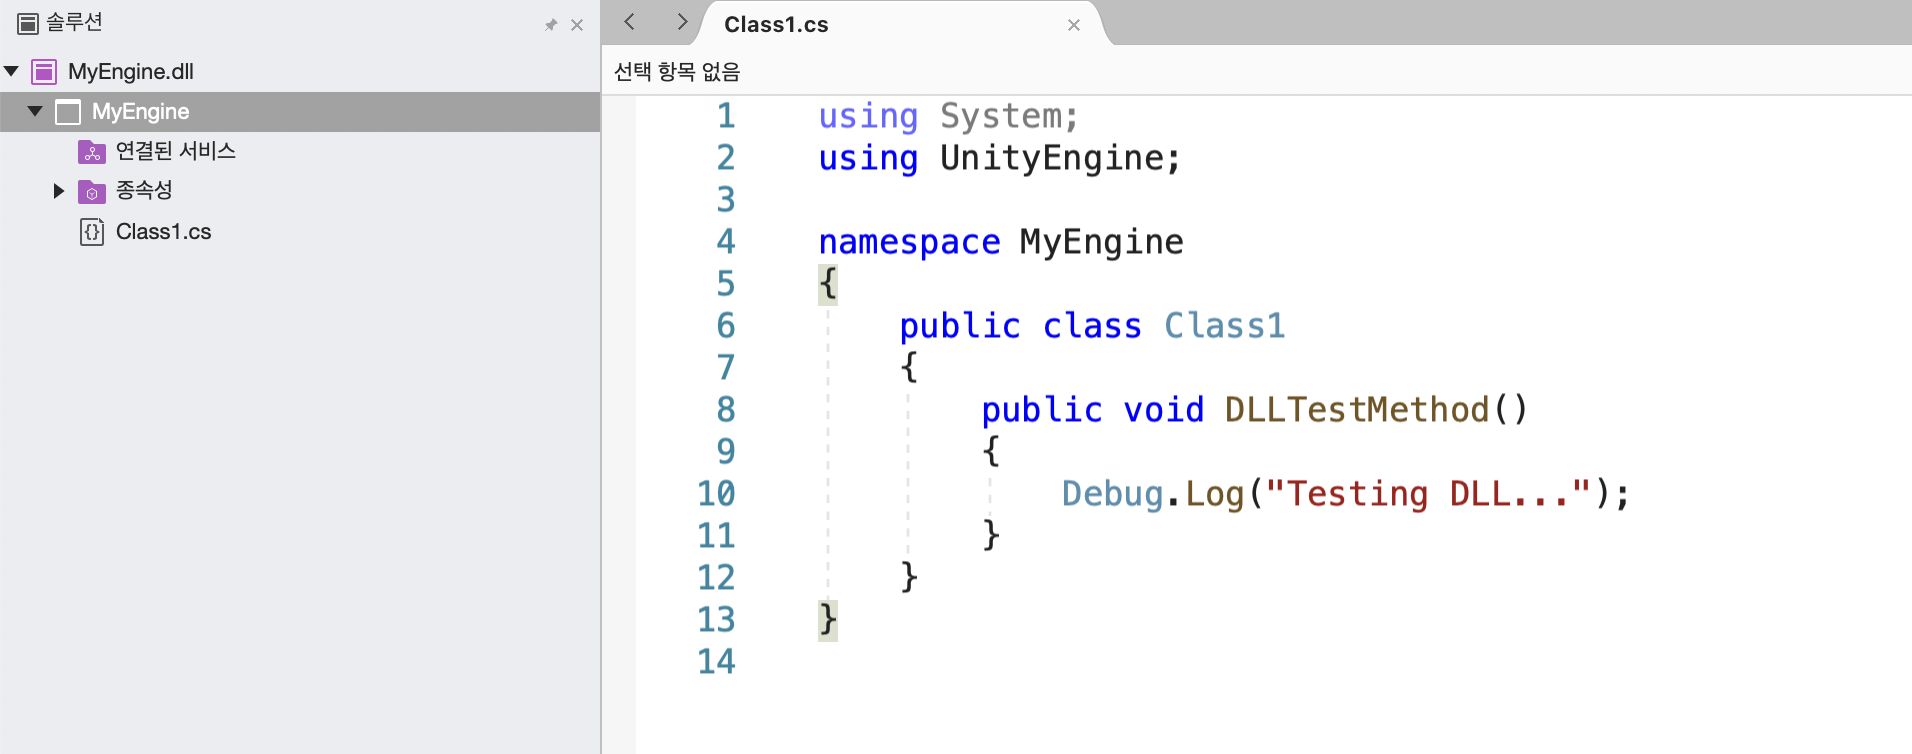 솔루션
MyEngine.dll
MyEngine
연결된 서비스
종속성
Class1.cs
Class1.cs
선택 항목 없음
1 using System;
2 using UnityEngine;
3
4 namespace MyEngine
5 {
6 public class Class1
7 {
8 public void DLLTestMethod()
9 {
10 Debug.Log("Testing DLL...");
11 }
12 }
13 }
14